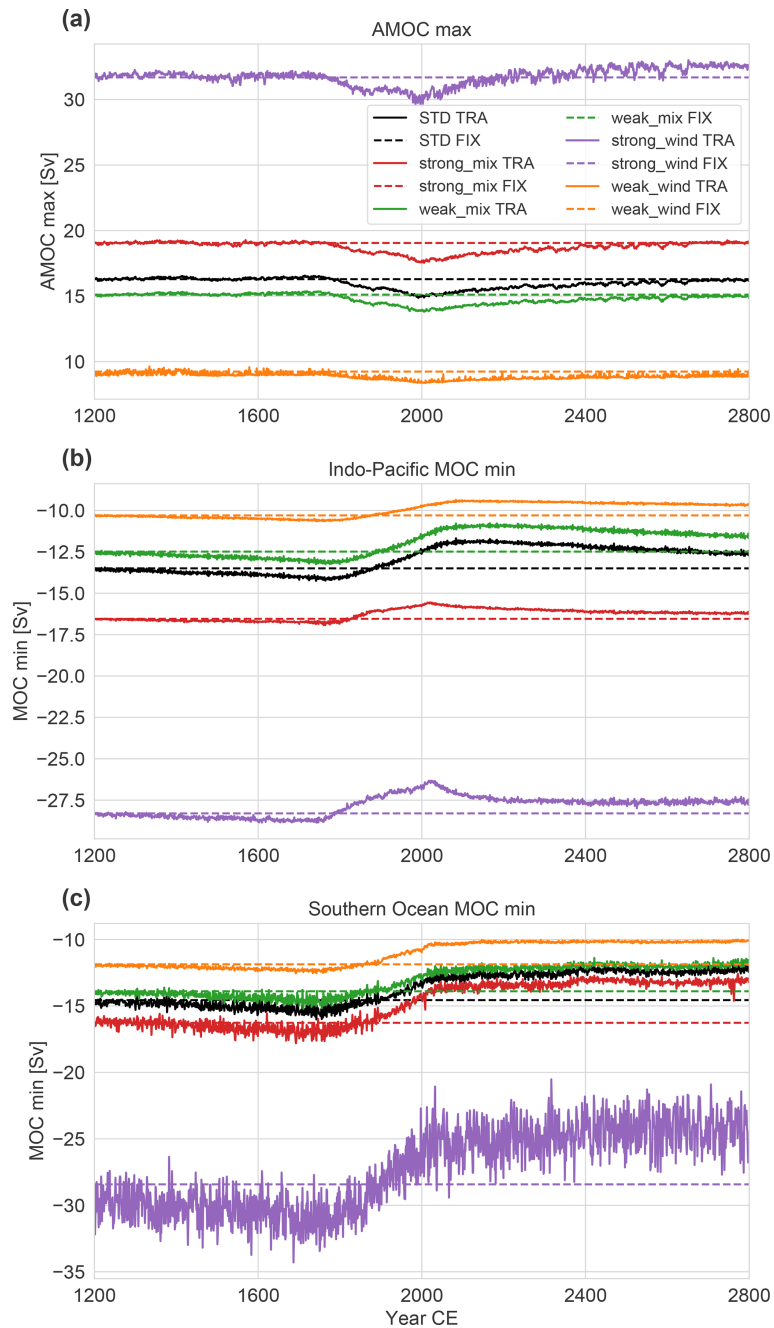 (a)
AMOC max
AMOC max [Sv]
30
25
20
15
10
STD TRA
STD FIX
strong_mix TRA
strong_mix FIX
weak_mix TRA
weak_mix FIX
strong_wind TRA
strong_wind FIX
weak_wind TRA
weak_wind FIX
1200 1600 2000 2400 2800
(b)
Indo-Pacific MOC min
MOC min [Sv]
−10.0
−12.5
−15.0
−17.5
−20.0
−22.5
−25.0
−27.5
1200 1600 2000 2400 2800
(c)
Southern Ocean MOC min
MOC min [Sv]
−10
−15
−20
−25
−30
−35
1200 1600 2000 2400 2800
Year CE